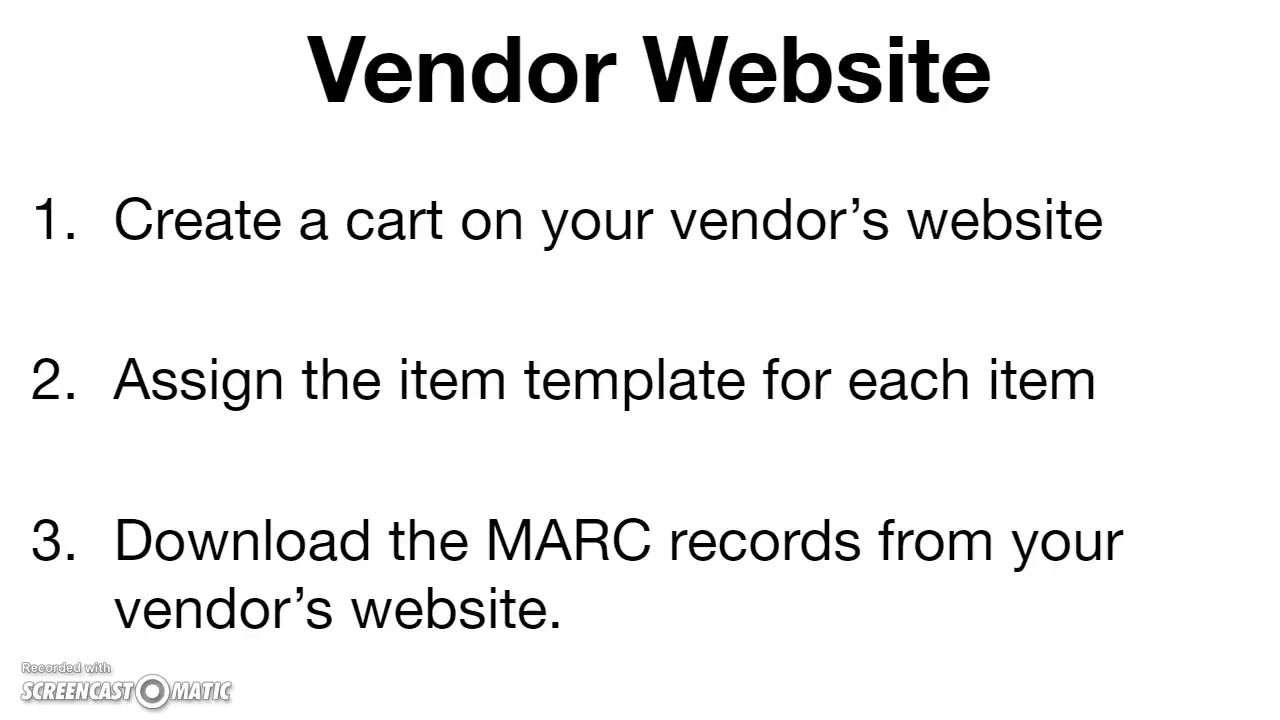 Vendor Website
1. Create a cart on your vendor’s website
2. Assign the item template for each item
3. Download the MARC records from your
vendor’s website.
Recorded with
SCREENCAST MATIC